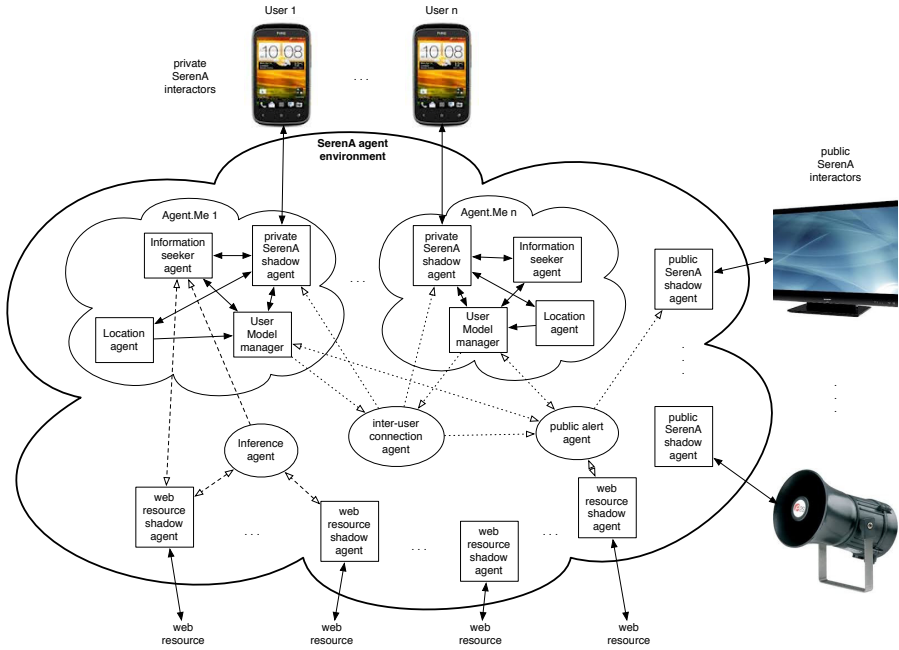 User 1
User n
private
SerenA
interactors
10:08
10:08
. . .
SerenA agent
environment
public
SerenA
interactors
Agent.Me 1
Agent.Me n
Information
seeker
agent
private
SerenA
shadow
agent
private
SerenA
shadow
agent
Information
seeker
agent
public
SerenA
shadow
agent
. . .
Location
agent
User
Model
manager
User
Model
manager
Location
agent
inter-user
connection
agent
public alert
agent
public
SerenA
shadow
agent
Inference
agent
web
resource
shadow
agent
web
resource
shadow
agent
web
resource
shadow
agent
web
resource
shadow
agent
. . .
. . .
. . .
web
resource
web
resource
web
resource
web
resource